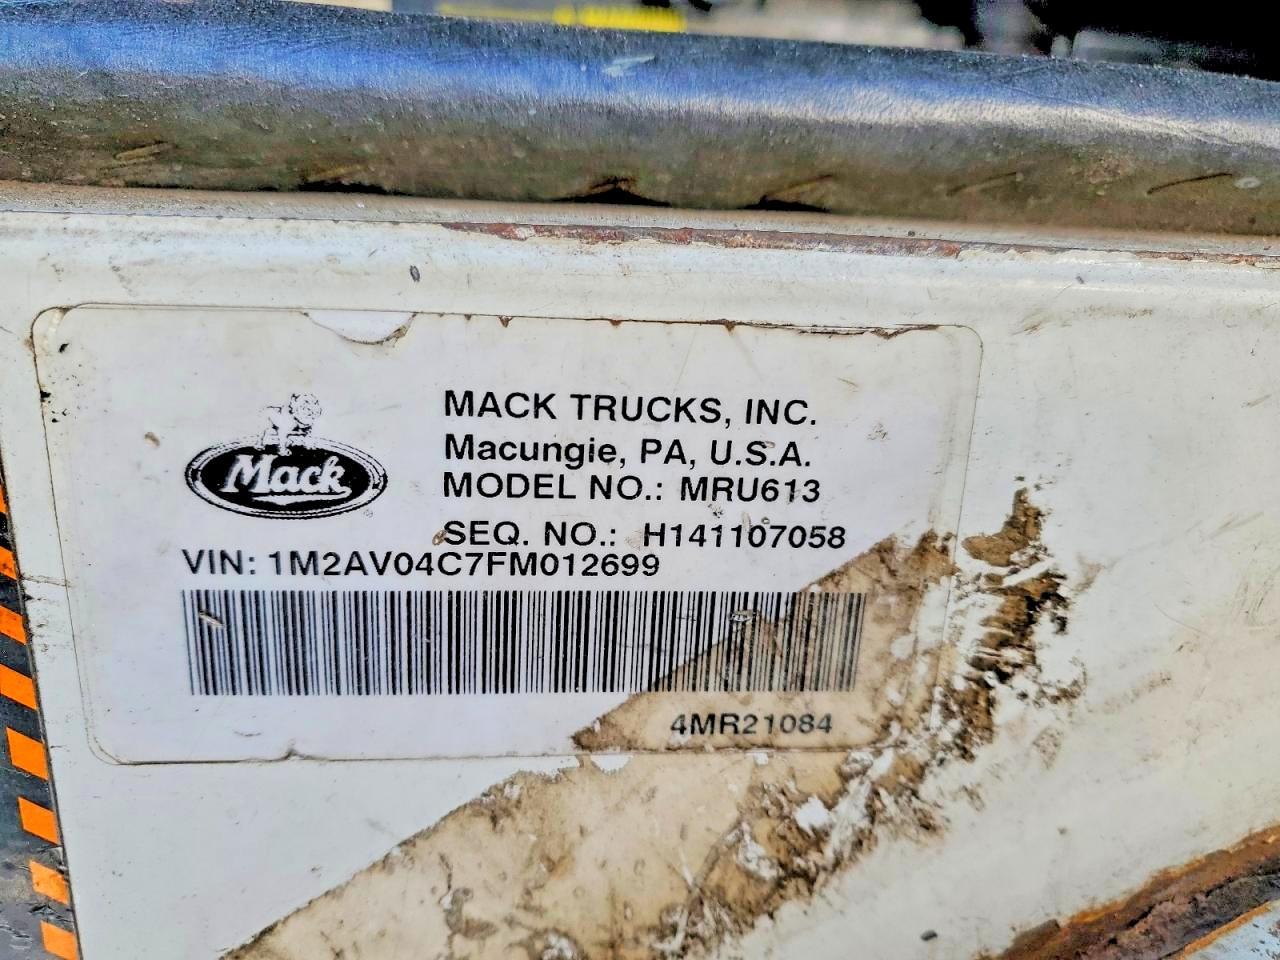 MACK TRUCKS, INC.
Macungie, PA, U.S.A.
MODEL NO.: MRU613
Mack
SEQ. NO.: H141107058
VIN: 1M2AV04C7FM012699
4MR21084